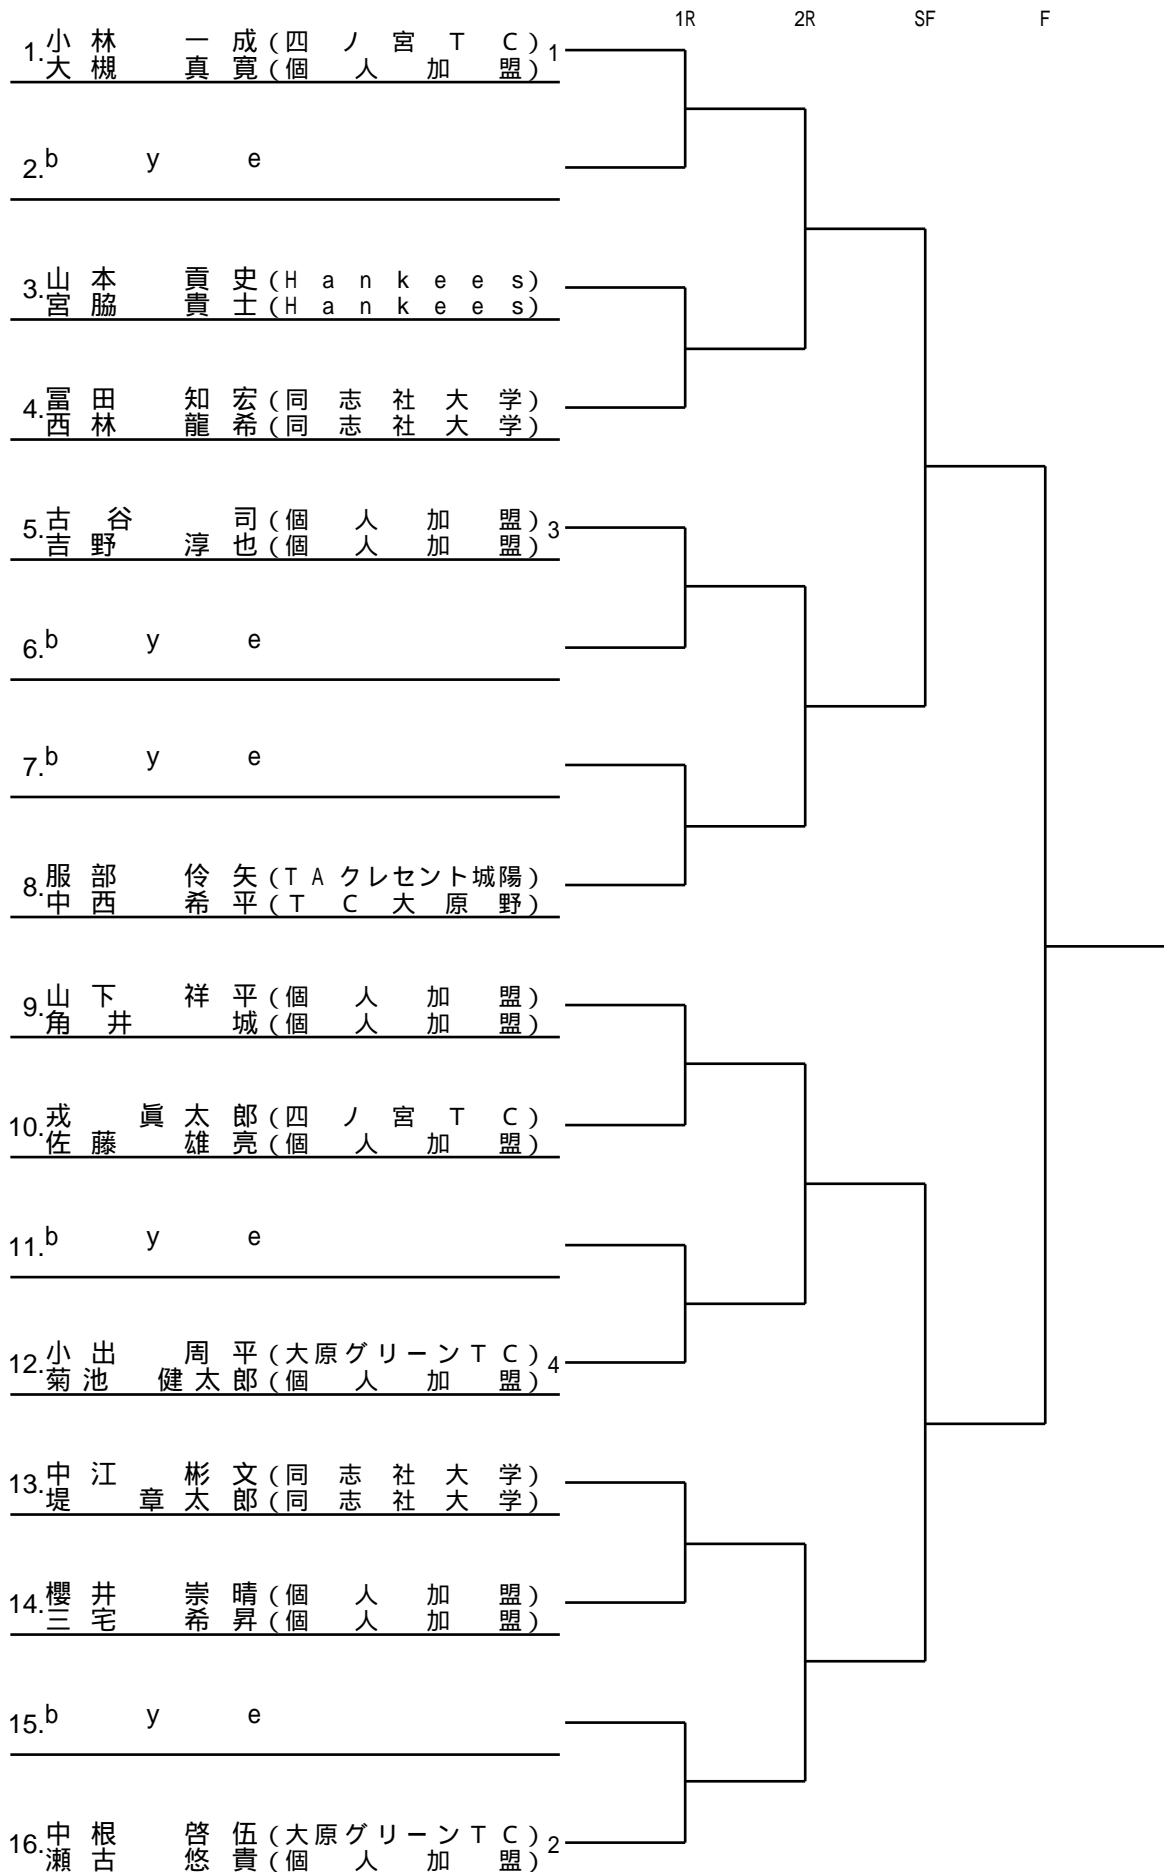 1R 2R SF F
1. 小林 一成(四ノ宮TC) 1
大槻 真寛(個人加盟)
2. bye
3. 山本 貢史(Hankees)
宮脇 貴士(Hankees)
4. 冨田 知宏(同志社大学)
西林 龍希(同志社大学)
5. 古谷 司(個人加盟) 3
吉野 淳也(個人加盟)
6. bye
7. bye
8. 服部 伶矢(TAクレセント城陽)
中西 希平(TC大原野)
9. 山下 祥平(個人加盟)
角井 城(個人加盟)
10. 戎 眞太郎(四ノ宮TC)
佐藤 雄亮(個人加盟)
11. bye
12. 小出 周平(大原グリーンTC) 4
菊池 健太郎(個人加盟)
13. 中江 彬文(同志社大学)
堤 章太郎(同志社大学)
14. 櫻井 崇晴(個人加盟)
三宅 希昇(個人加盟)
15. bye
16. 中根 啓伍(大原グリーンTC) 2
瀬古 悠貴(個人加盟)